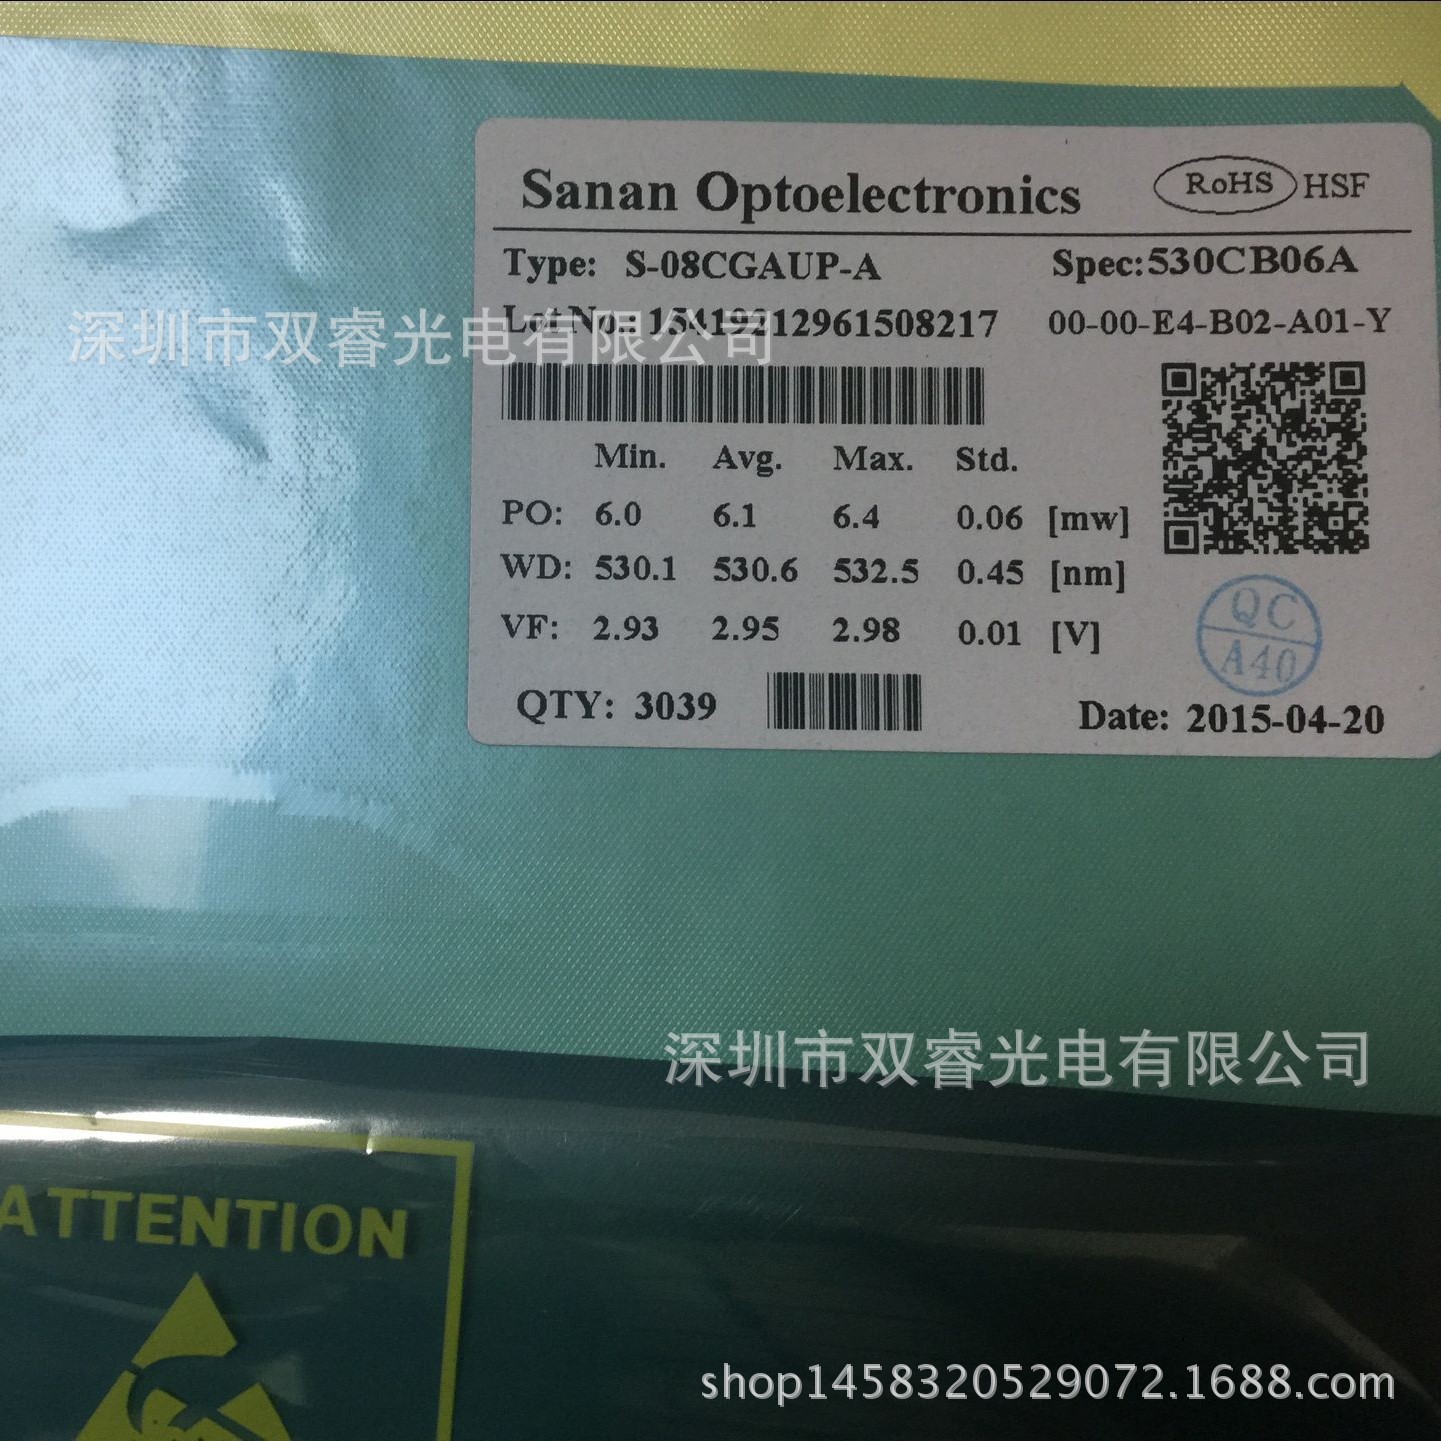 Sanan Optoelectronics
RoHS HSF
Type: S-08CGAUP-A Spec:530CB06A
Lot No.: 15419212961508217 00-00-E4-B02-A01-Y
深圳市双睿光电有限公司
Min. Avg. Max. Std.
PO: 6.0 6.1 6.4 0.06 [mw]
WD: 530.1 530.6 532.5 0.45 [nm]
VF: 2.93 2.95 2.98 0.01 [V]
QC
A40
QTY: 3039 Date: 2015-04-20
深圳市双睿光电有限公司
ATTENTION
shop1458320529072.1688.com